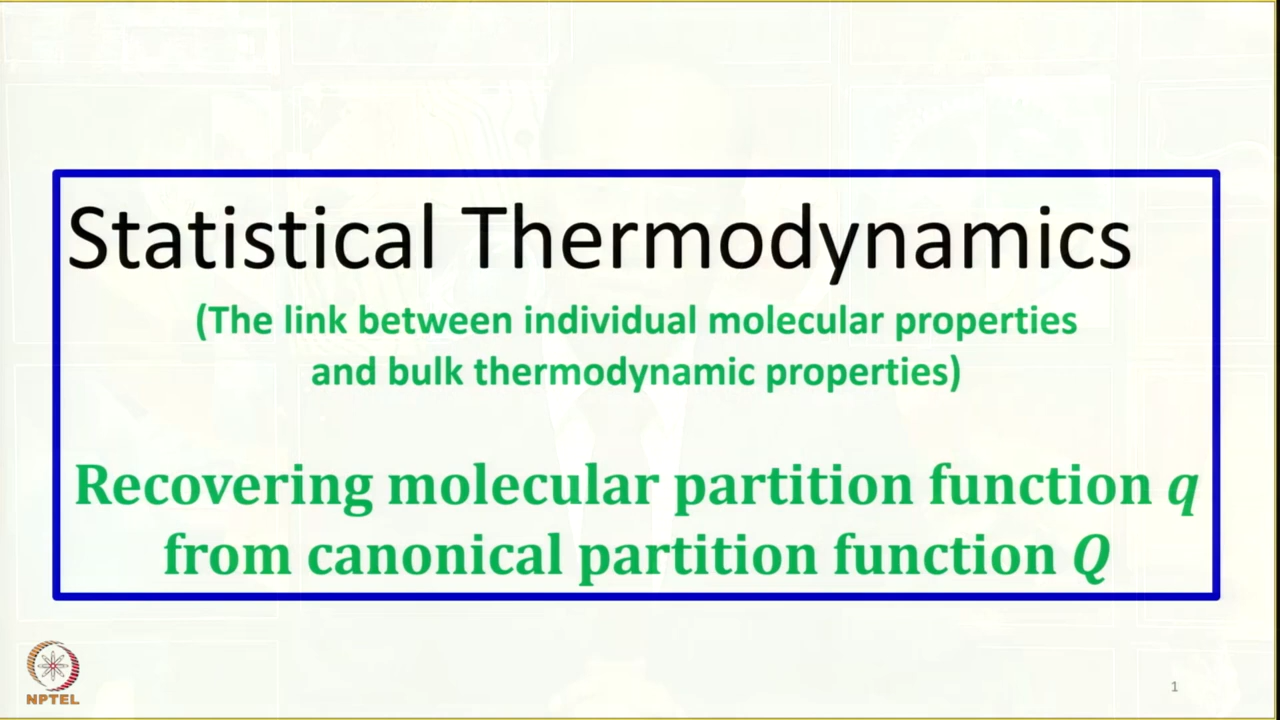 Statistical Thermodynamics
(The link between individual molecular properties
and bulk thermodynamic properties)
Recovering molecular partition function q
from canonical partition function Q
NPTEL
1